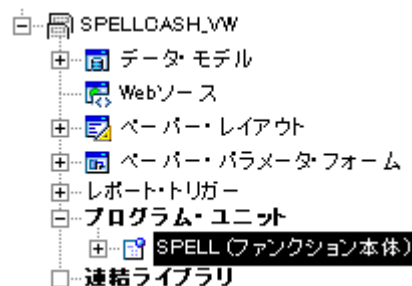 SPELLCASH_VW
データ・モデル
Webソース
ペーパー・レイアウト
ペーパー・パラメータ・フォーム
レポート・トリガー
プログラム・ユニット
SPELL (ファンクション本体)
連結ライブラリ